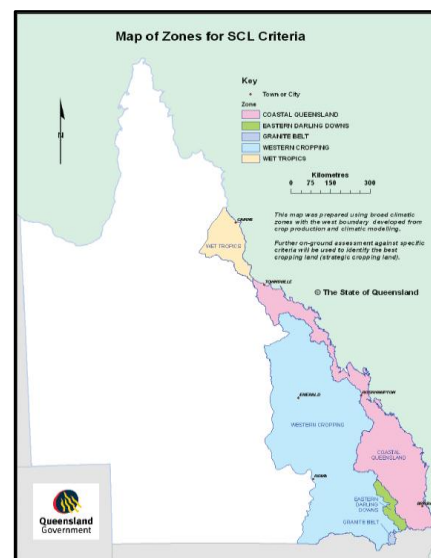 Map of Zones for SCL Criteria
Key
Town or City
Zone
COASTAL QUEENSLAND
EASTERN DARLING DOWNS
GRANITE BELT
WESTERN CROPPING
WET TROPICS
Kilometres
0 75 150 300
This map was prepared using broad climatic
zones with the west boundary developed from
crop production and climatic modelling.
Further on-ground assessment against specific
criteria will be used to identify the best
cropping land (strategic cropping land).
© The State of Queensland
N
CAIRNS
WET TROPICS
TOWNSVILLE
ROCKHAMPTON
EMERALD
WESTERN CROPPING
COASTAL
QUEENSLAND
ROMA
EASTERN
DARLING
DOWNS
GRANITE BELT
Queensland
Government